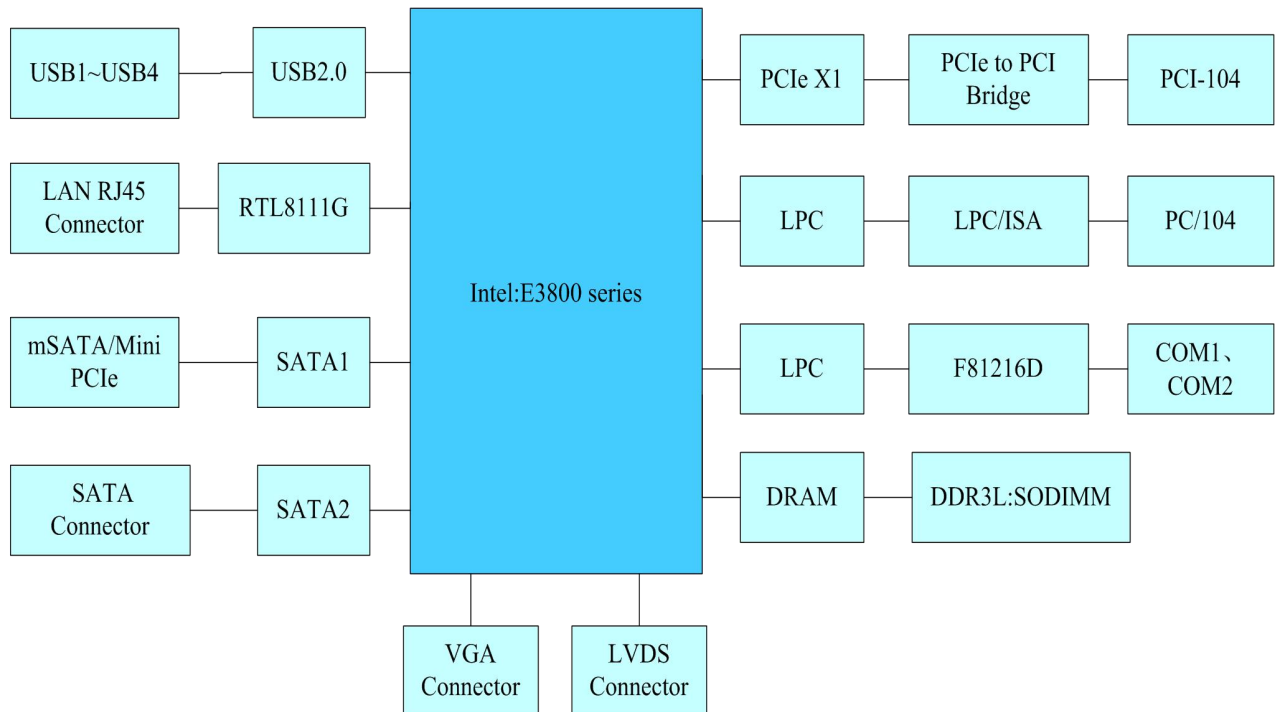 USB1~USB4
USB2.0
PCIe X1
PCIe to PCI
Bridge
PCI-104
LAN RJ45
Connector
RTL8111G
LPC
LPC/ISA
PC/104
Intel:E3800 series
mSATA/Mini
PCIe
SATA1
LPC
F81216D
COM1、
COM2
SATA
Connector
SATA2
DRAM
DDR3L:SODIMM
VGA
Connector
LVDS
Connector